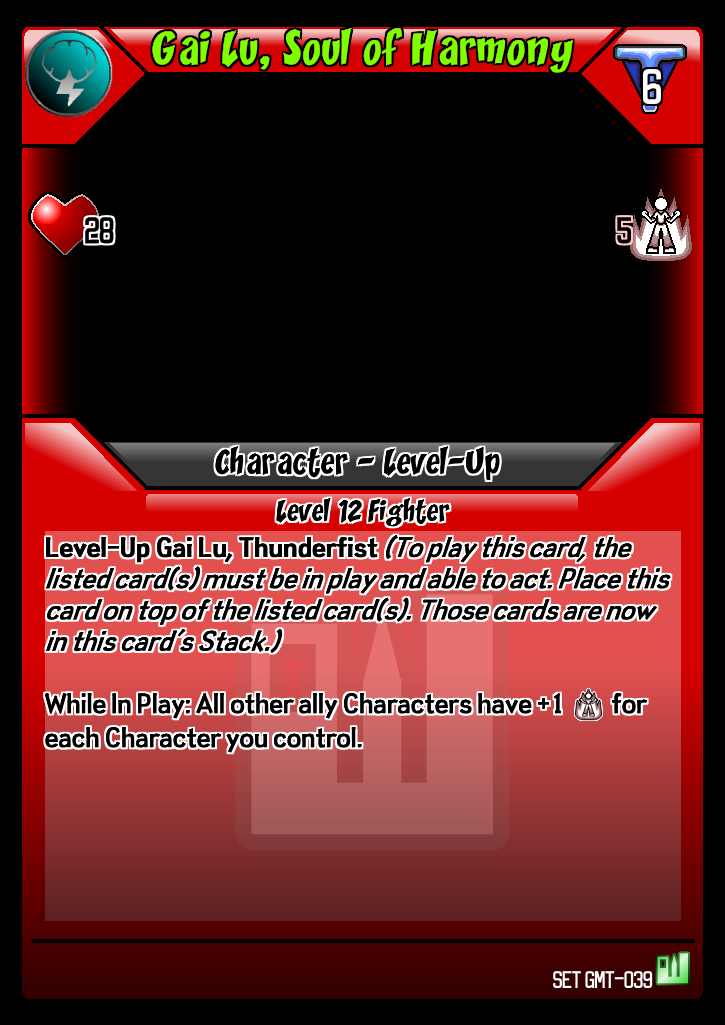 Gai Lu, Soul of Harmony
6
28
5
Character - Level-Up
Level 12 Fighter
Level-Up Gai Lu, Thunderfist (To play this card, the
listed card(s) must be in play and able to act. Place this
card on top of the listed card(s). Those cards are now
in this card's Stack.)
While In Play: All other ally Characters have +1 for
each Character you control.
SET GMT-039